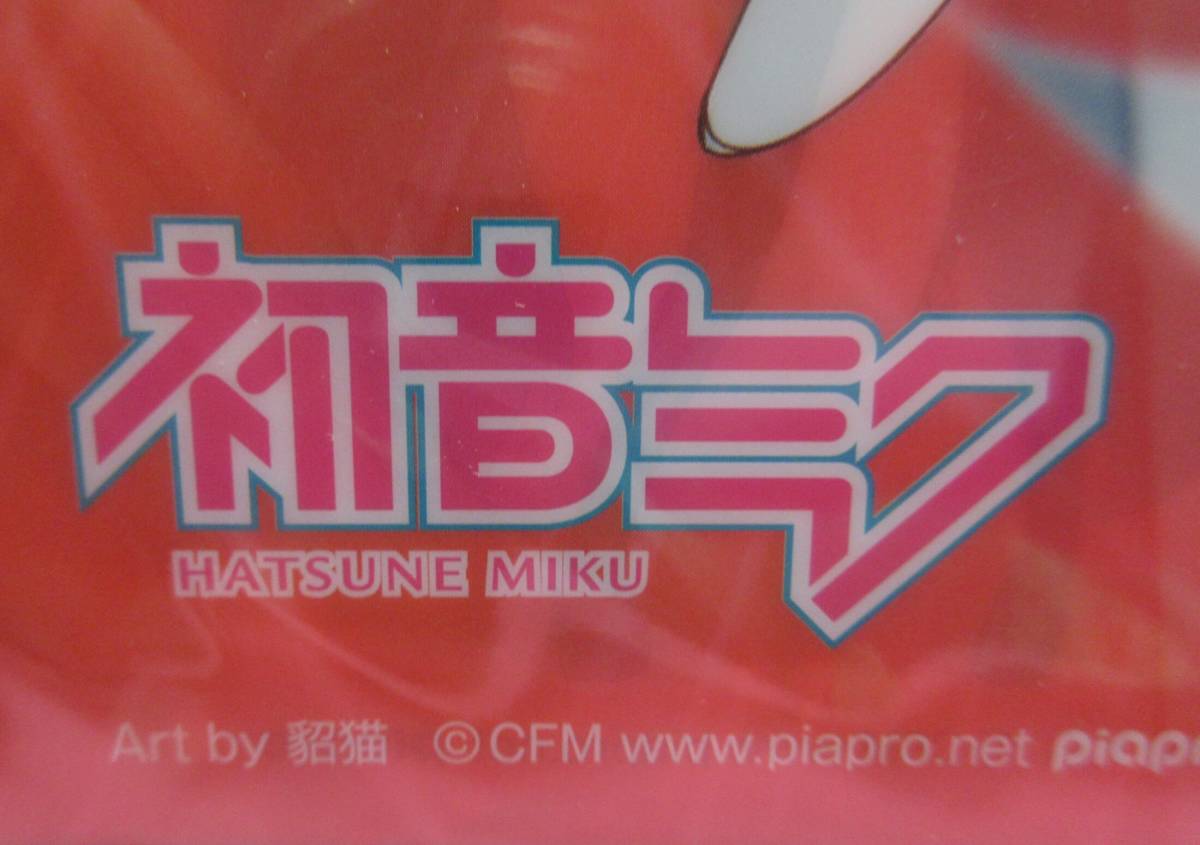 初音ミク
HATSUNE MIKU
Art by 貂猫 ©CFM www.piapro.net